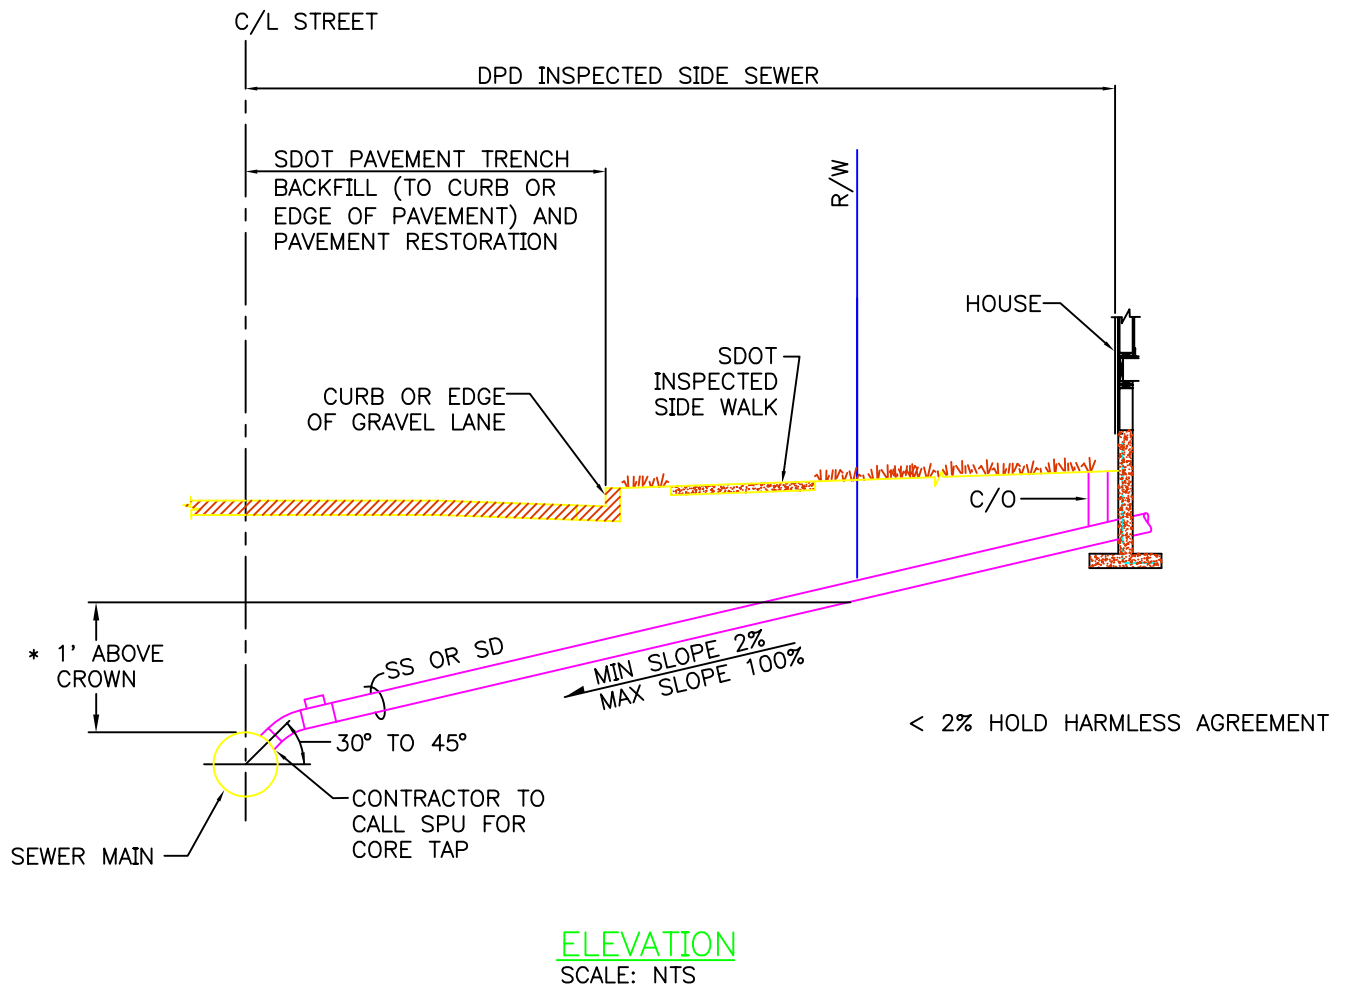 C/L STREET
DPD INSPECTED SIDE SEWER
SDOT PAVEMENT TRENCH
BACKFILL (TO CURB OR
EDGE OF PAVEMENT) AND
PAVEMENT RESTORATION
R/W
HOUSE
SDOT
INSPECTED
SIDE WALK
CURB OR EDGE
OF GRAVEL LANE
C/O
* 1' ABOVE
CROWN
SS OR SD
MIN SLOPE 2%
MAX SLOPE 100%
< 2% HOLD HARMLESS AGREEMENT
30° TO 45°
CONTRACTOR TO
CALL SPU FOR
CORE TAP
SEWER MAIN
ELEVATION
SCALE: NTS